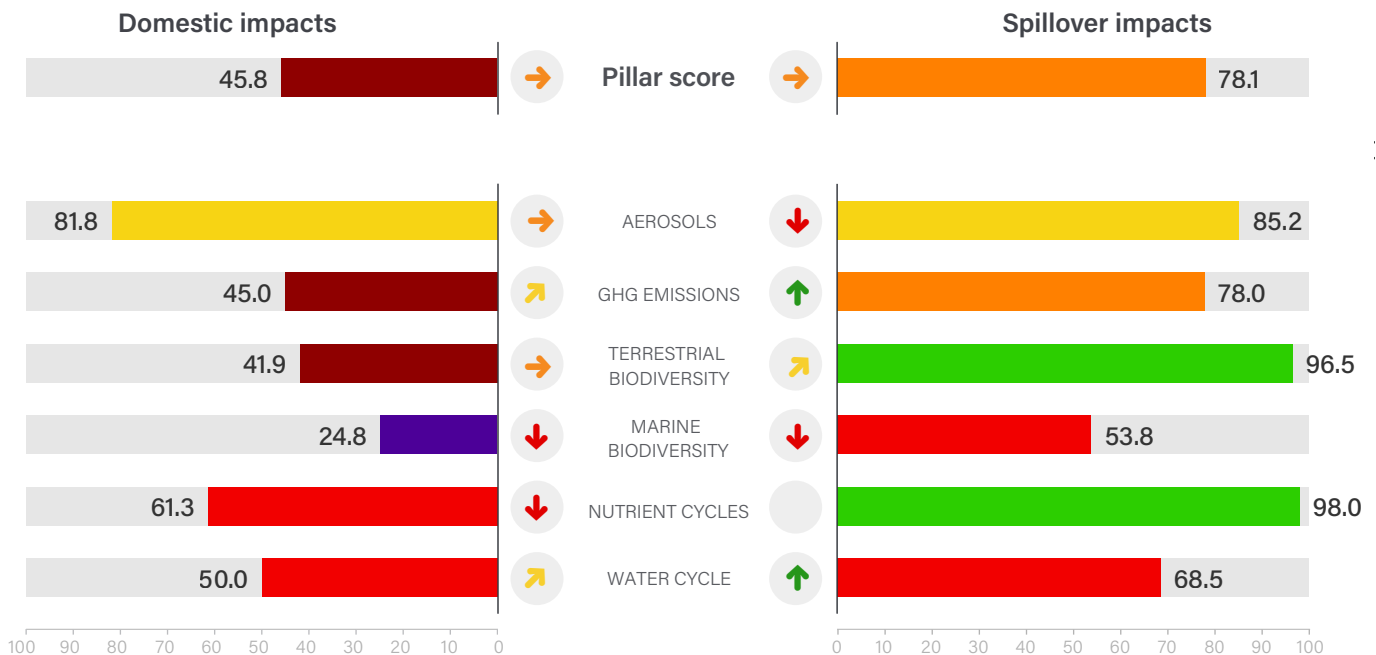 Domestic impacts
Spillover impacts
45.8
Pillar score
78.1
81.8
AEROSOLS
85.2
45.0
GHG EMISSIONS
78.0
41.9
TERRESTRIAL
BIODIVERSITY
96.5
24.8
MARINE
BIODIVERSITY
53.8
61.3
NUTRIENT CYCLES
98.0
50.0
WATER CYCLE
68.5
100 90 80 70 60 50 40 30 20 10 0
0 10 20 30 40 50 60 70 80 90 100